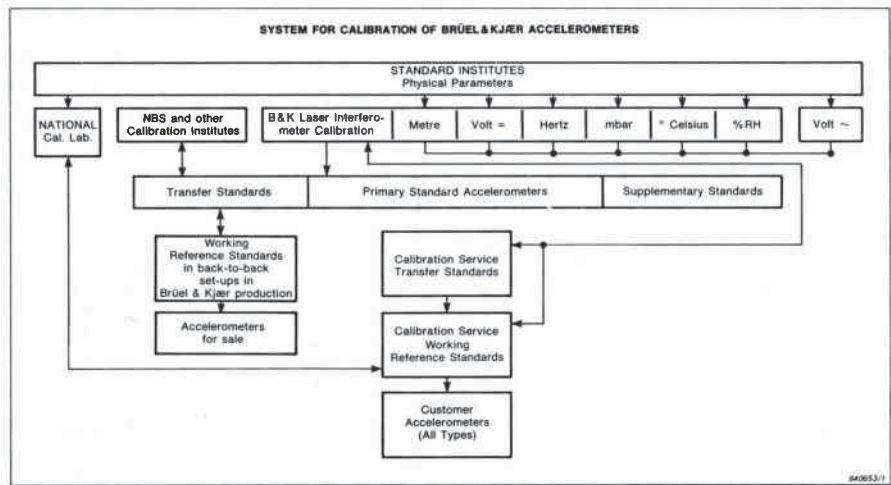 SYSTEM FOR CALIBRATION OF BRÜEL & KJÆR ACCELEROMETERS
STANDARD INSTITUTES
Physical Parameters
NATIONAL
Cal. Lab.
NBS and other
Calibration Institutes
B & K Laser Interfero-
meter Calibration
Metre
Volt =
Hertz
mbar
° Celsius
%RH
Volt ~
Transfer Standards
Primary Standard Accelerometers
Supplementary Standards
Working
Reference Standards
in back-to-back
set-ups in
Brüel & Kjær production
Calibration Service
Transfer Standards
Accelerometers
for sale
Calibration Service
Working
Reference Standards
Customer
Accelerometers
(All Types)
840653/1